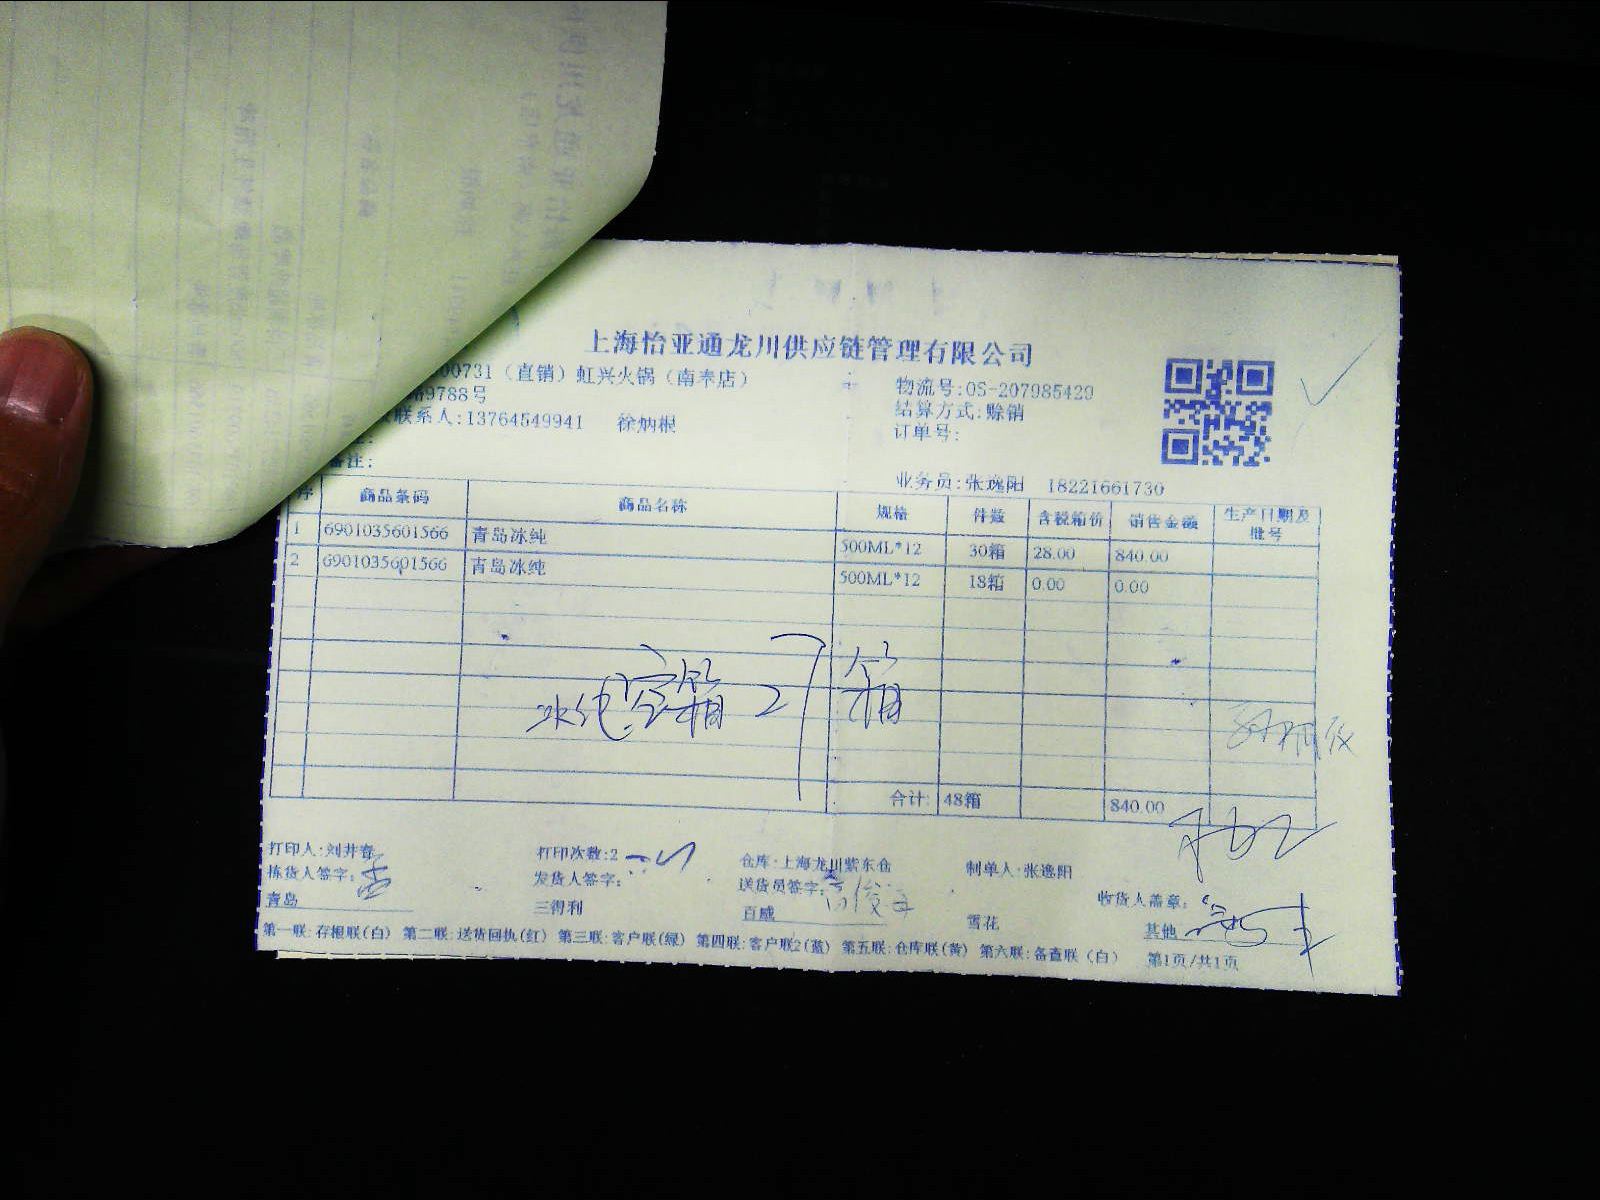 上海怡亚通龙川供应链管理有限公司
00731（直销）虹兴火锅（南奉店）
9788号
联系人:13764549941 徐炳根
备注:
物流号:OS-207985429
结算方式:赊销
订单号:
业务员:张逸阳 18221661730
序 商品条码 商品名称 规格 件数 含税箱价 销售金额 生产日期及批号
1 6901035601566 青岛冰纯 500ML*12 30箱 28.00 840.00
2 6901035601566 青岛冰纯 500ML*12 18箱 0.00 0.00
冰纯空箱27箱
合计: 48箱 840.00
打印人:刘井春 打印次数:2 仓库:上海龙川紫东仓 制单人:张逸阳
拣货人签字: 发货人签字: 送货员签字: 收货人盖章:
青岛 三得利 百威 雪花 其他
第一联:存根联(白) 第二联:送货回执(红) 第三联:客户联(绿) 第四联:客户联2(蓝) 第五联:仓库联(黄) 第六联:备查联（白） 第1页/共1页